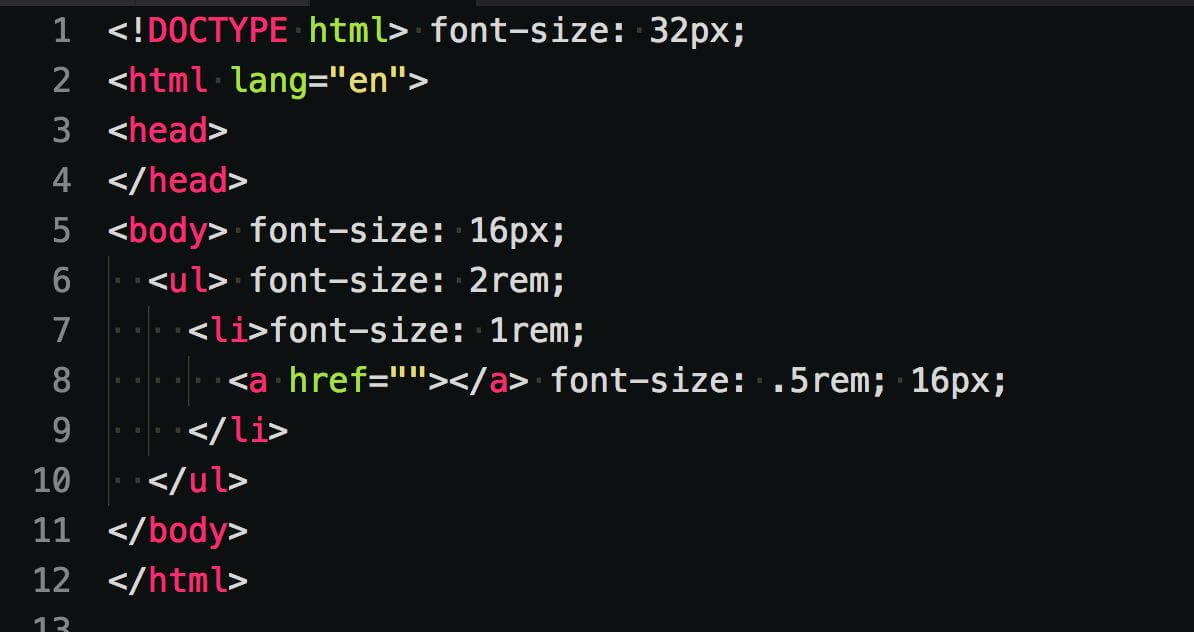 1 <!DOCTYPE html> font-size: 32px;
2 <html lang="en">
3 <head>
4 </head>
5 <body> font-size: 16px;
6 <ul> font-size: 2rem;
7 <li>font-size: 1rem;
8 <a href=""></a> font-size: .5rem; 16px;
9 </li>
10 </ul>
11 </body>
12 </html>
13